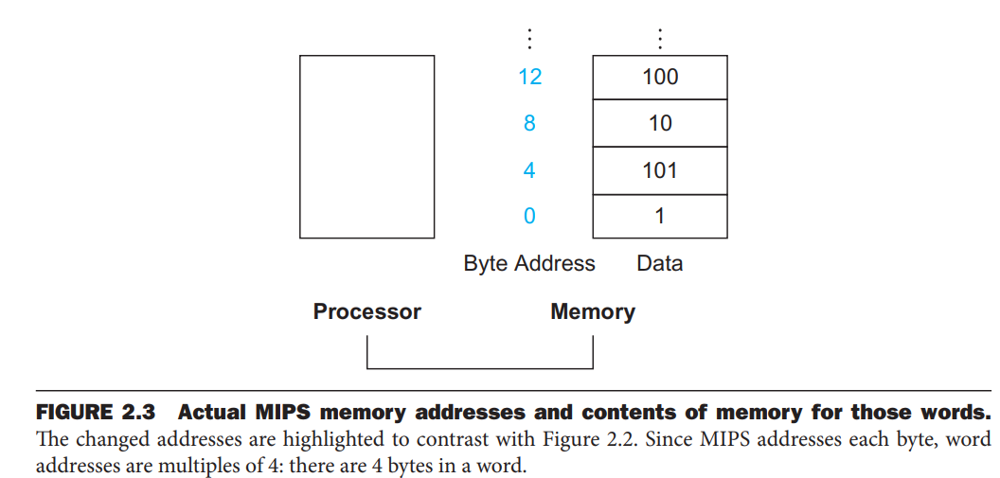 ⋮ ⋮
12 100
8 10
4 101
0 1
Byte Address Data
Processor Memory
FIGURE 2.3 Actual MIPS memory addresses and contents of memory for those words.
The changed addresses are highlighted to contrast with Figure 2.2. Since MIPS addresses each byte, word
addresses are multiples of 4: there are 4 bytes in a word.